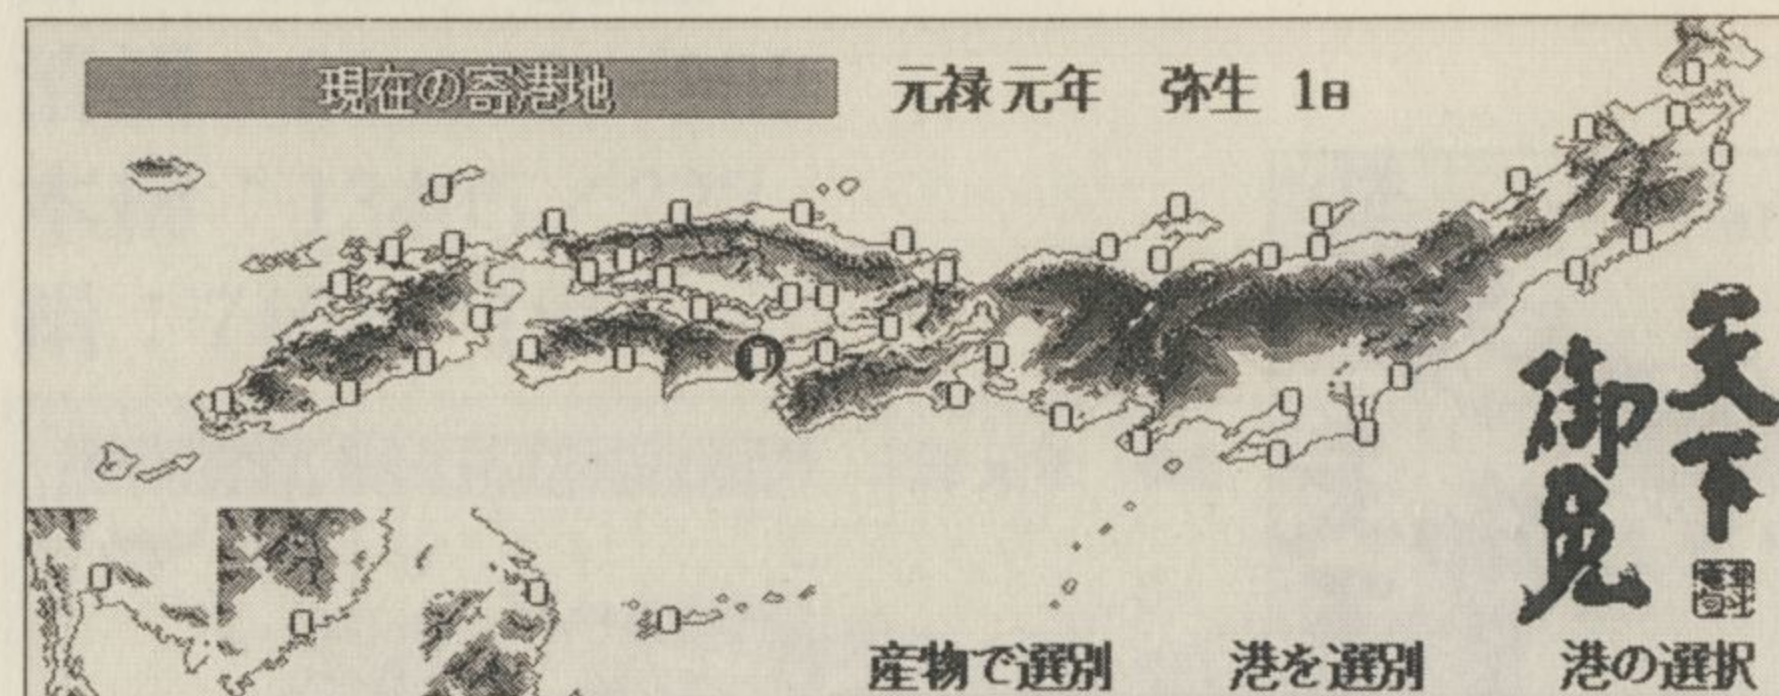 現在の寄港地
元禄元年 弥生 1日
天下
御免
産物で選別 港を選別 港の選択